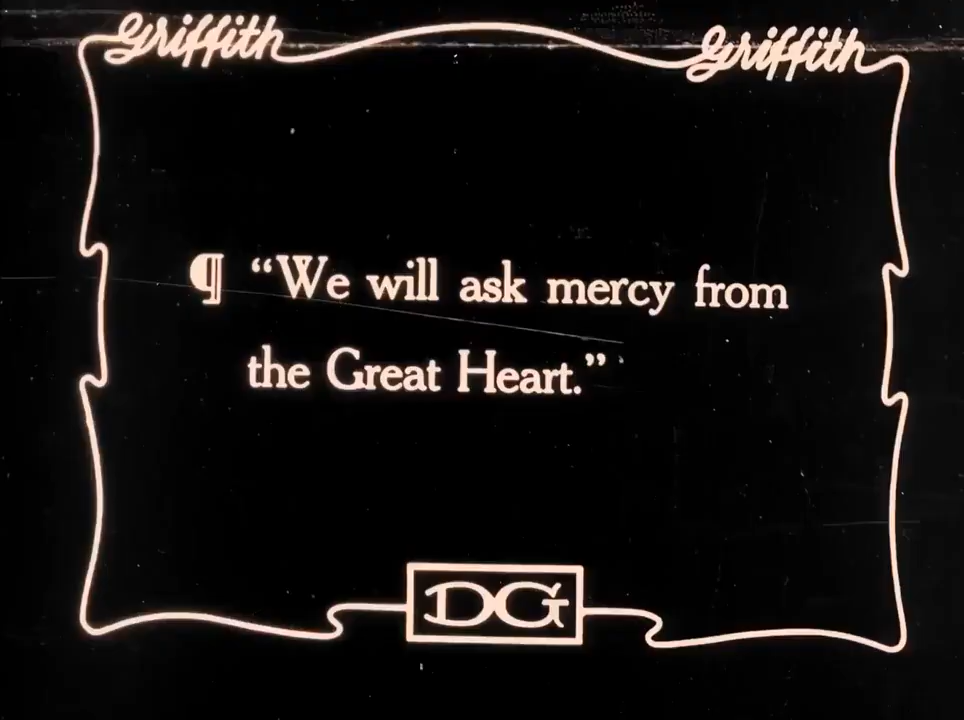 Griffith Griffith
¶ “We will ask mercy from
the Great Heart.”
DG